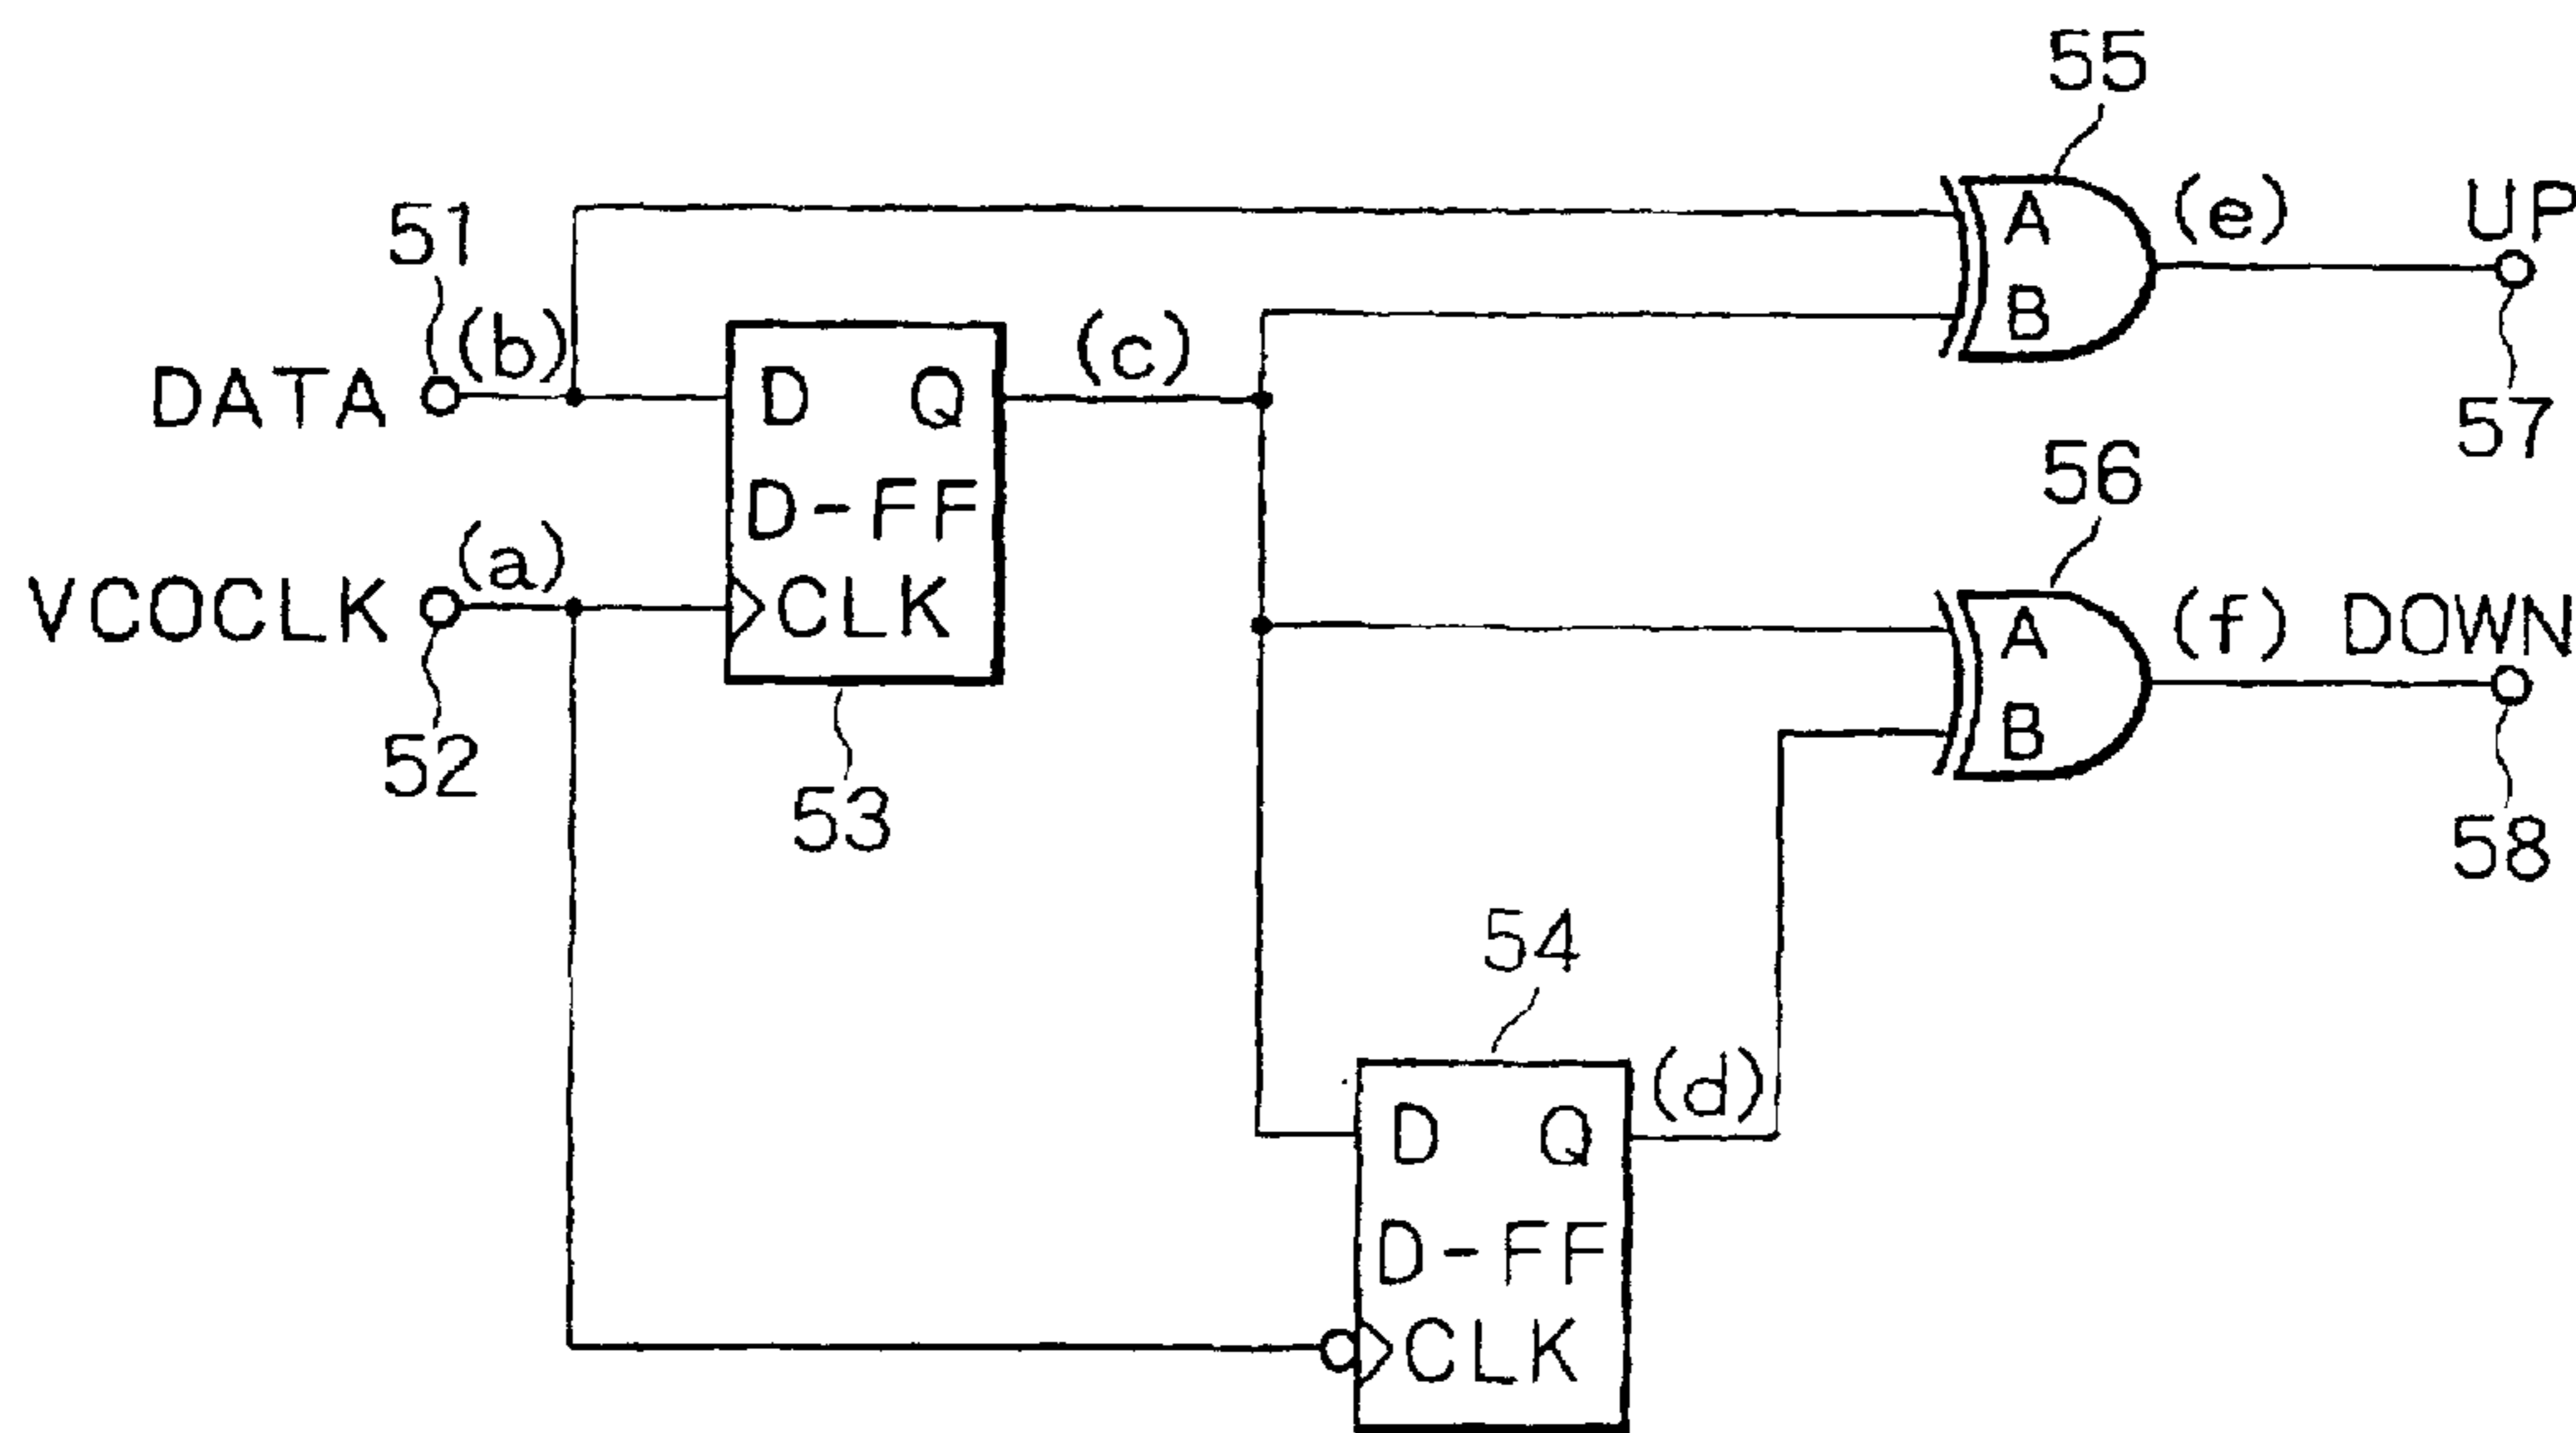 55
51
(b)
DATA
(a)
VCOCLK
52
D Q
D-FF
CLK
53
(c)
A
B
(e)
UP
57
56
A
B
(f)
DOWN
58
54
D Q
D-FF
CLK
(d)